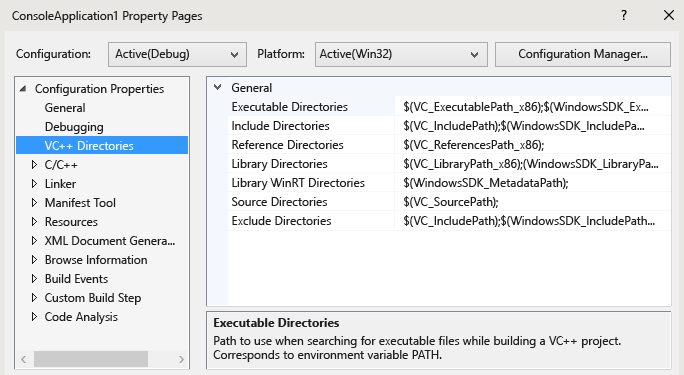 ConsoleApplication1 Property Pages
Configuration: Active(Debug) Platform: Active(Win32) Configuration Manager...
Configuration Properties
General
Debugging
VC++ Directories
C/C++
Linker
Manifest Tool
Resources
XML Document Genera...
Browse Information
Build Events
Custom Build Step
Code Analysis
General
Executable Directories $(VC_ExecutablePath_x86);$(WindowsSDK_Ex...
Include Directories $(VC_IncludePath);$(WindowsSDK_IncludePa...
Reference Directories $(VC_ReferencesPath_x86);
Library Directories $(VC_LibraryPath_x86);(WindowsSDK_LibraryPa...
Library WinRT Directories $(WindowsSDK_MetadataPath);
Source Directories $(VC_SourcePath);
Exclude Directories $(VC_IncludePath);$(WindowsSDK_IncludePath...
Executable Directories
Path to use when searching for executable files while building a VC++ project.
Corresponds to environment variable PATH.